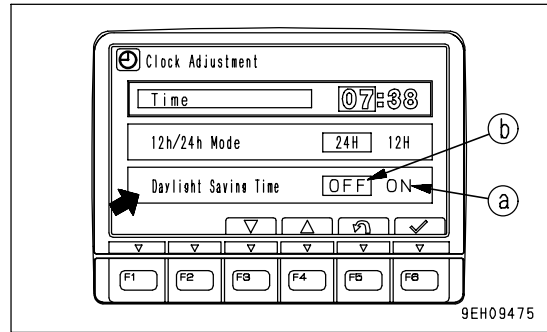 Clock Adjustment
Time 07:38
12h/24h Mode 24H 12H
Daylight Saving Time OFF ON
b
a
F1 F2 F3 F4 F5 F6
9EH09475